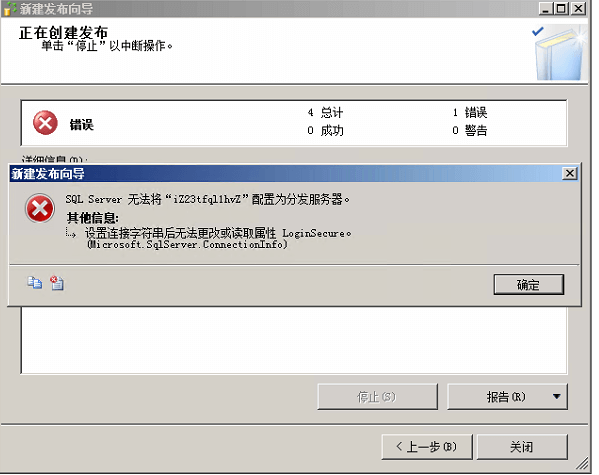 新建发布向导
正在创建发布
单击“停止”以中断操作。
错误
4 总计
1 错误
0 成功
0 警告
详细信息(D):
新建发布向导
SQL Server 无法将“iZ23tfql1hvZ”配置为分发服务器。
其他信息:
设置连接字符串后无法更改或读取属性 LoginSecure。
(Microsoft.SqlServer.ConnectionInfo)
确定
停止(S)
报告(R)
< 上一步(B)
关闭